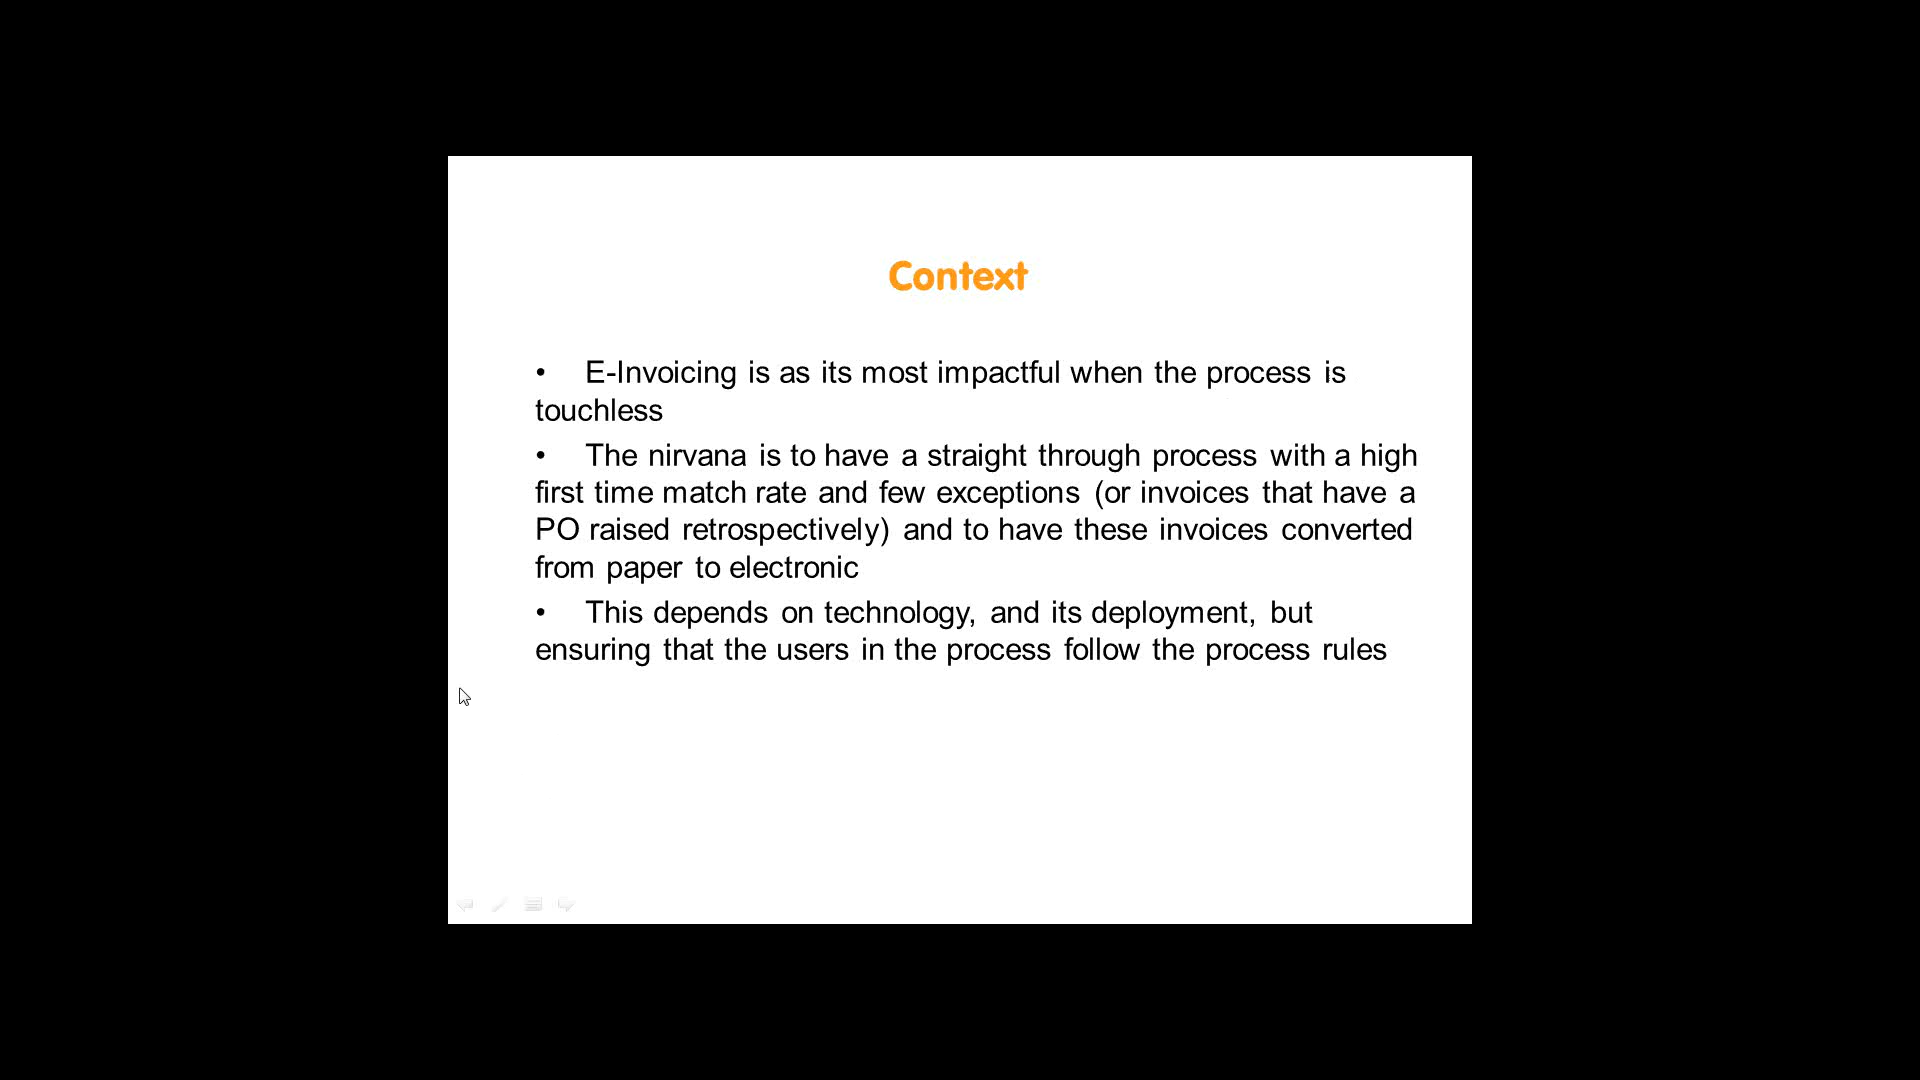 Context
• E-Invoicing is as its most impactful when the process is
touchless
• The nirvana is to have a straight through process with a high
first time match rate and few exceptions (or invoices that have a
PO raised retrospectively) and to have these invoices converted
from paper to electronic
• This depends on technology, and its deployment, but
ensuring that the users in the process follow the process rules